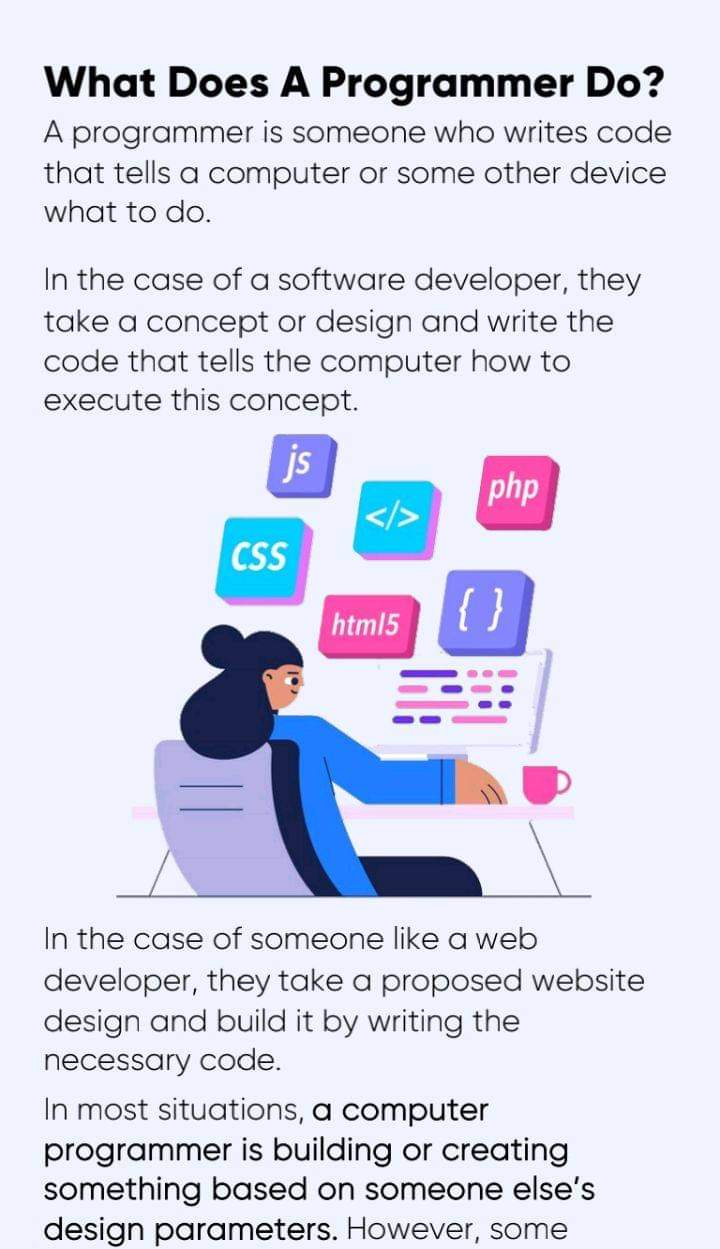 What Does A Programmer Do?
A programmer is someone who writes code
that tells a computer or some other device
what to do.
In the case of a software developer, they
take a concept or design and write the
code that tells the computer how to
execute this concept.
js
</>
php
CSS
html5
{ }
In the case of someone like a web
developer, they take a proposed website
design and build it by writing the
necessary code.
In most situations, a computer
programmer is building or creating
something based on someone else's
design parameters. However, some